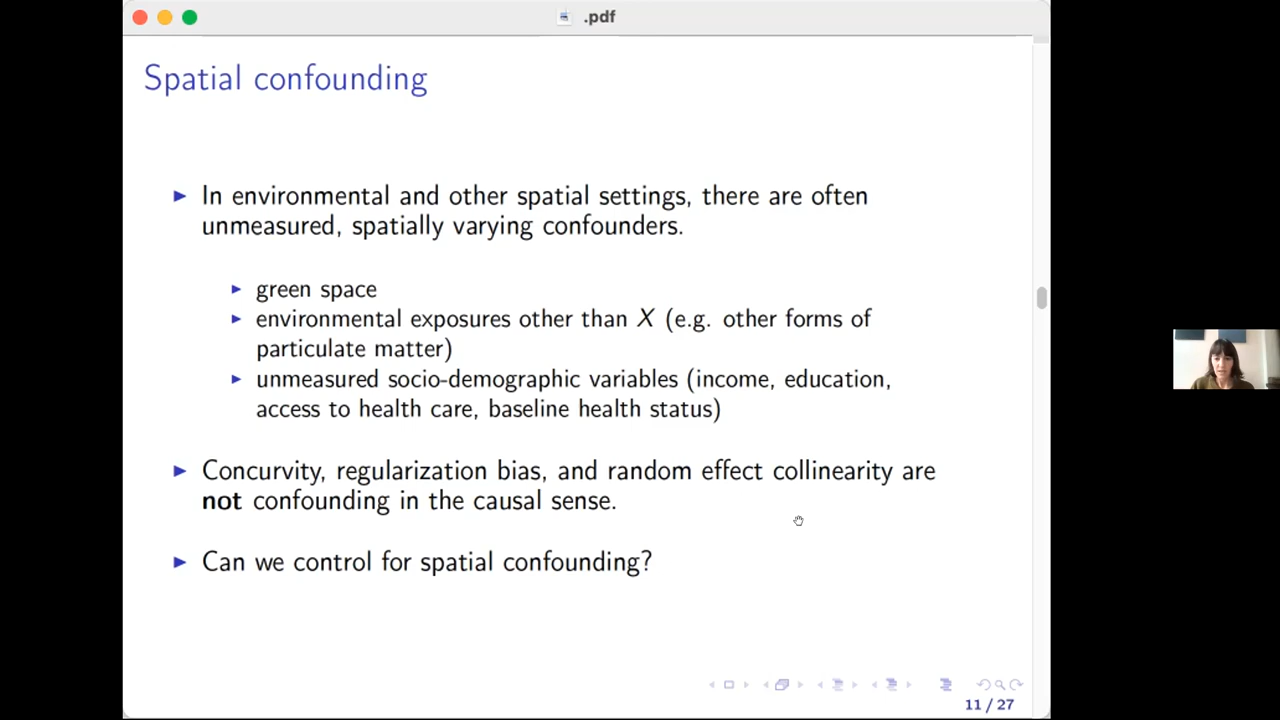 .pdf
Spatial confounding
▶ In environmental and other spatial settings, there are often
unmeasured, spatially varying confounders.
▶ green space
▶ environmental exposures other than X (e.g. other forms of
particulate matter)
▶ unmeasured socio-demographic variables (income, education,
access to health care, baseline health status)
▶ Concurvity, regularization bias, and random effect collinearity are
not confounding in the causal sense.
▶ Can we control for spatial confounding?
11 / 27